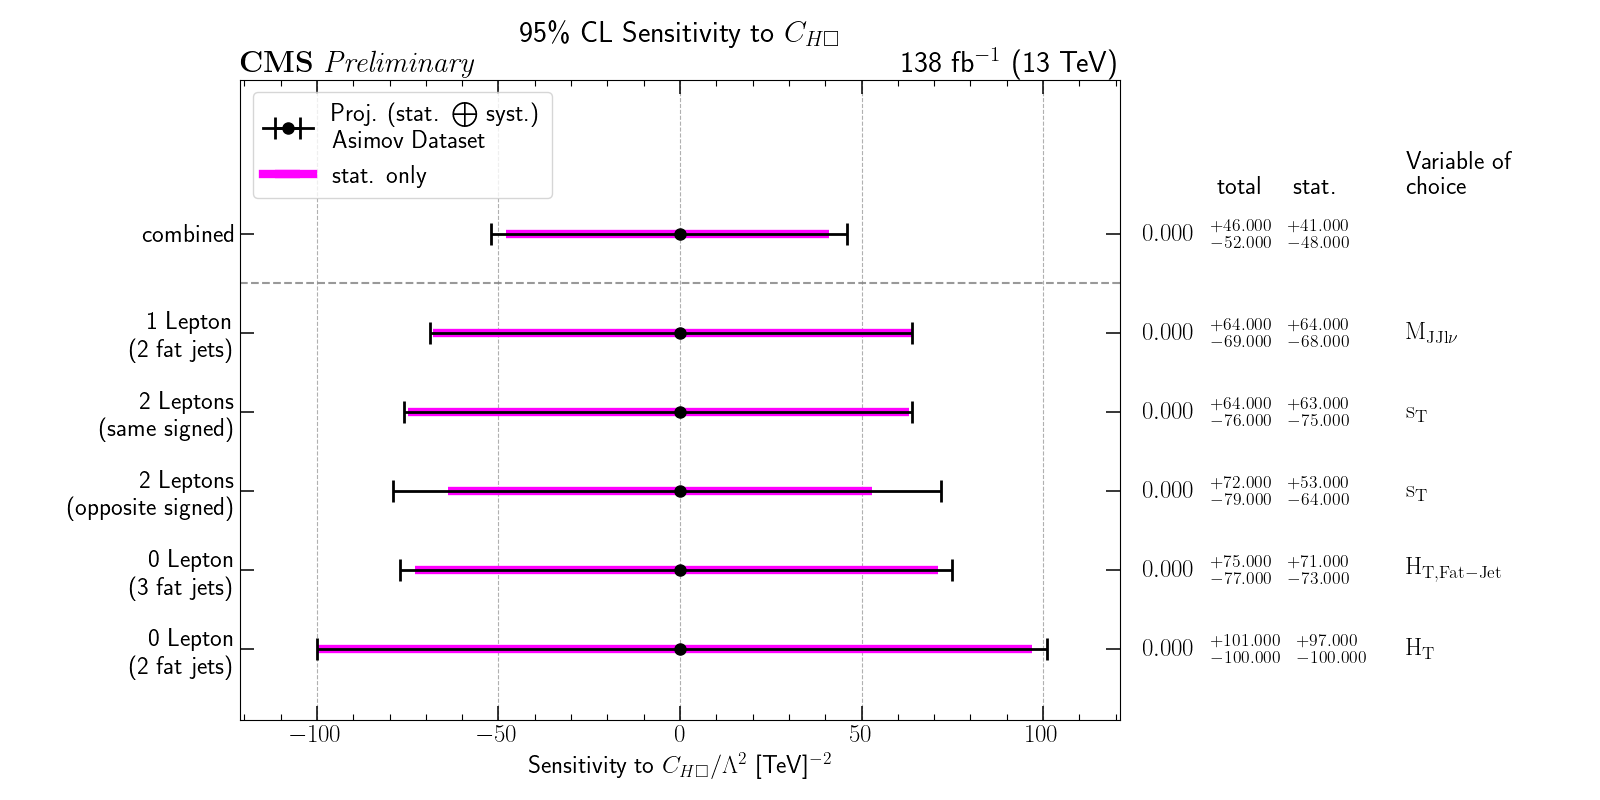 95% CL Sensitivity to C_{H□}
CMS Preliminary
138 fb⁻¹ (13 TeV)
Proj. (stat. ⨁ syst.)
Asimov Dataset
stat. only
Variable of
choice
total stat.
combined
0.000 +46.000 −52.000 +41.000 −48.000
1 Lepton
(2 fat jets)
0.000 +64.000 −69.000 +64.000 −68.000 M_{JJlν}
2 Leptons
(same signed)
0.000 +64.000 −76.000 +63.000 −75.000 s_T
2 Leptons
(opposite signed)
0.000 +72.000 −79.000 +53.000 −64.000 s_T
0 Lepton
(3 fat jets)
0.000 +75.000 −77.000 +71.000 −73.000 H_{T,Fat−Jet}
0 Lepton
(2 fat jets)
0.000 +101.000 −100.000 +97.000 −100.000 H_T
−100 −50 0 50 100
Sensitivity to C_{H□}/Λ² [TeV]⁻²